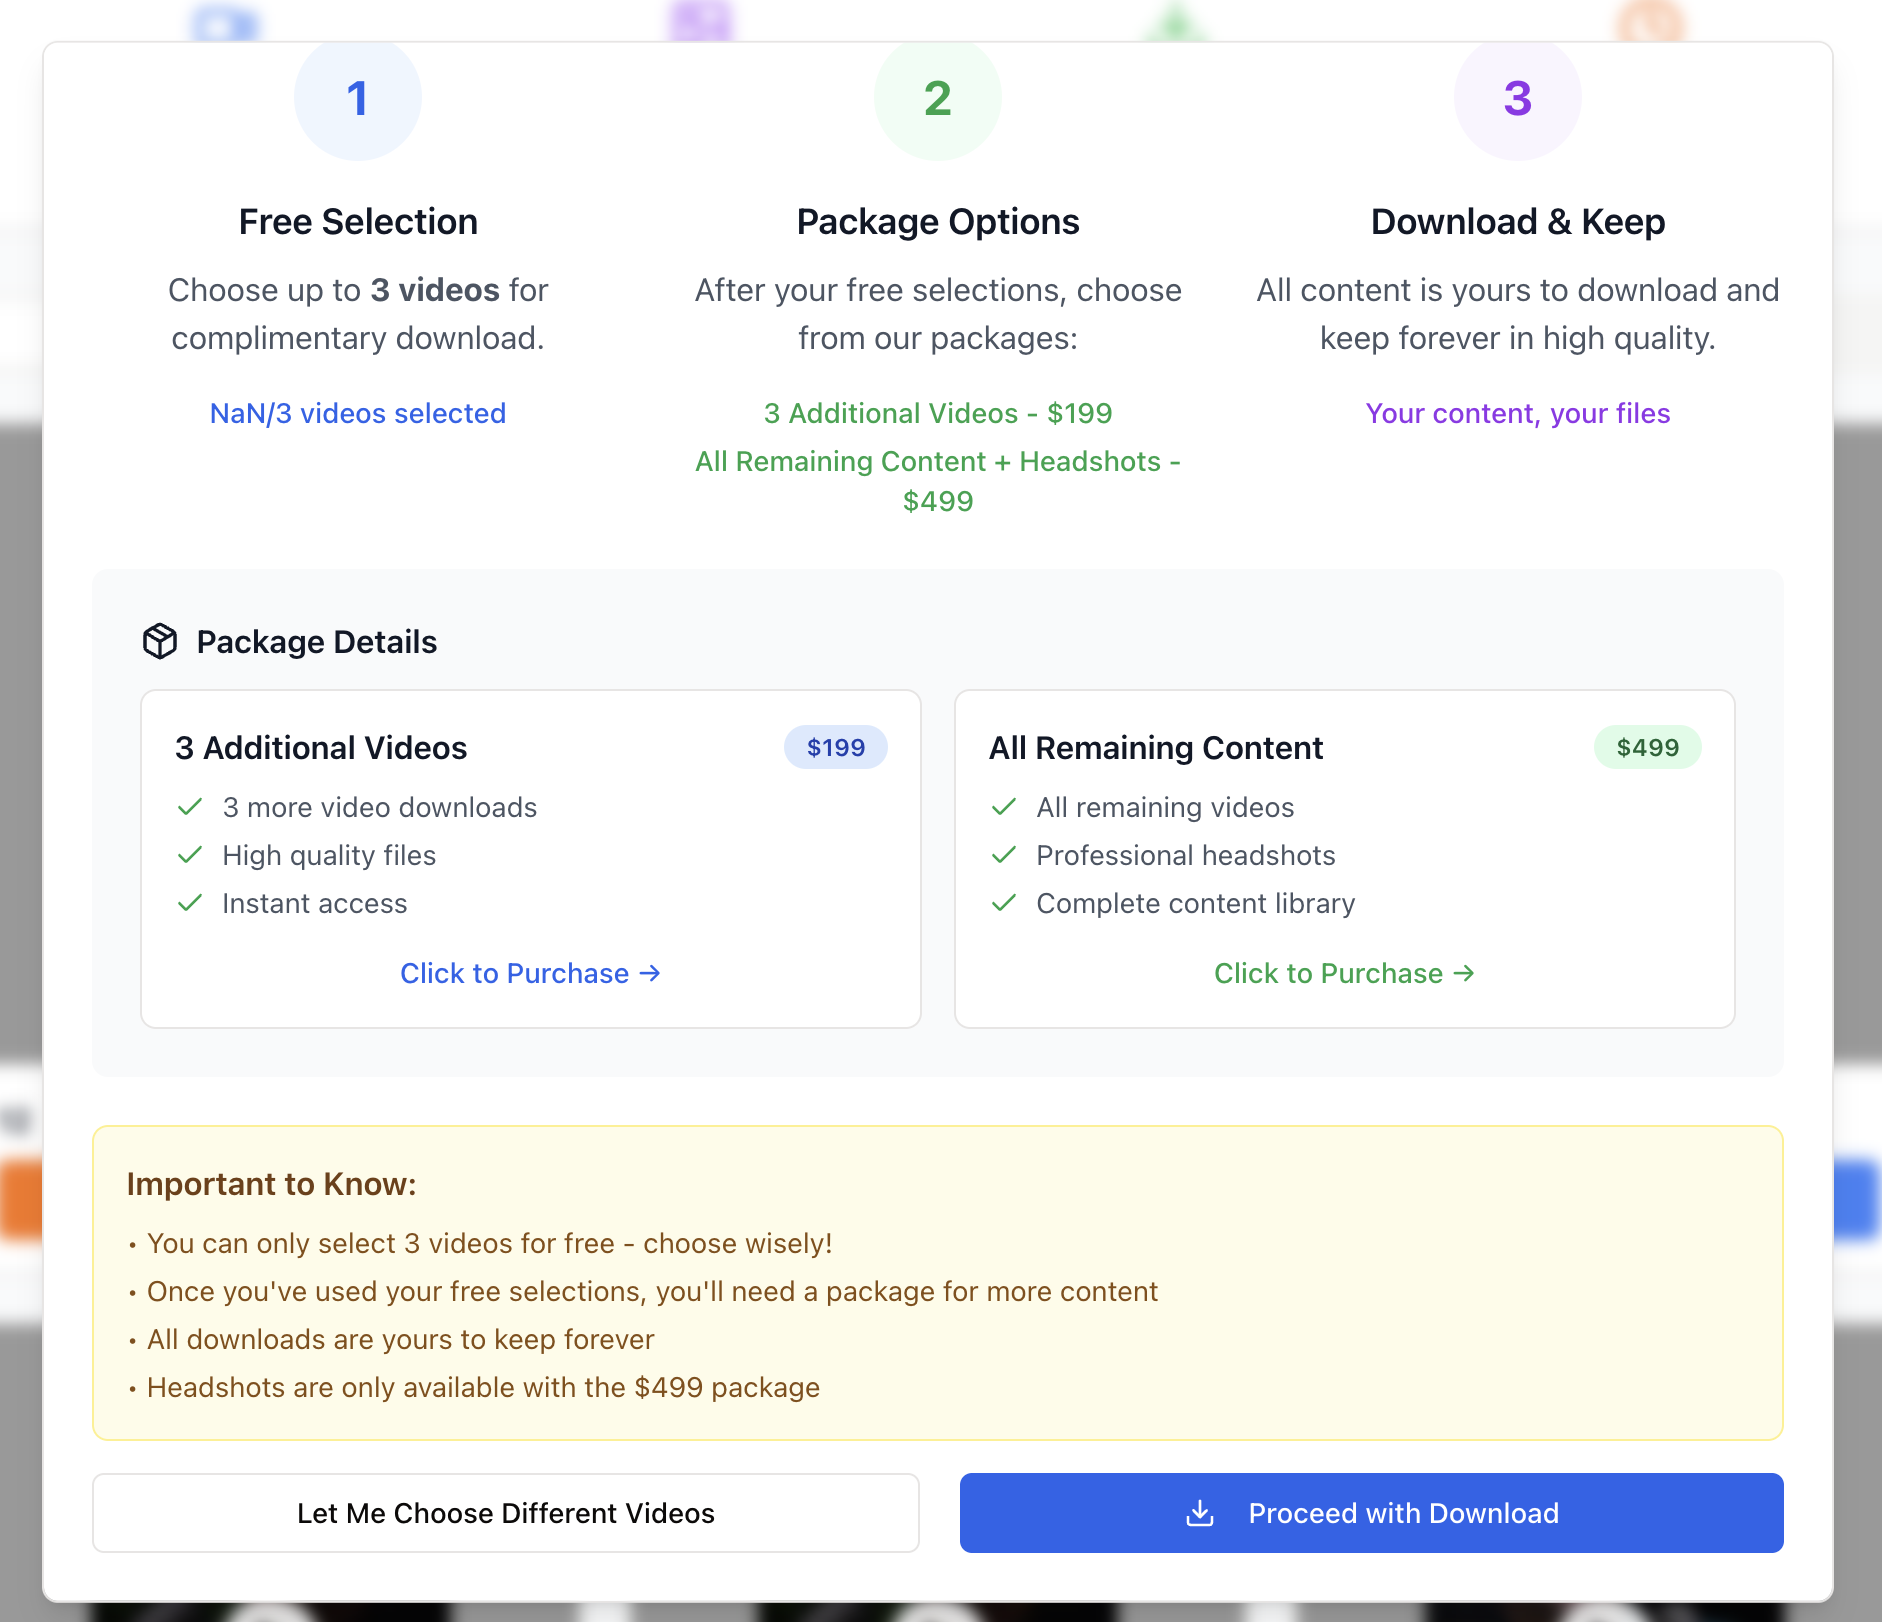 1
Free Selection
Choose up to 3 videos for
complimentary download.
NaN/3 videos selected
2
Package Options
After your free selections, choose
from our packages:
3 Additional Videos - $199
All Remaining Content + Headshots -
$499
3
Download & Keep
All content is yours to download and
keep forever in high quality.
Your content, your files
Package Details
3 Additional Videos
$199
3 more video downloads
High quality files
Instant access
Click to Purchase →
All Remaining Content
$499
All remaining videos
Professional headshots
Complete content library
Click to Purchase →
Important to Know:
• You can only select 3 videos for free - choose wisely!
• Once you've used your free selections, you'll need a package for more content
• All downloads are yours to keep forever
• Headshots are only available with the $499 package
Let Me Choose Different Videos
Proceed with Download